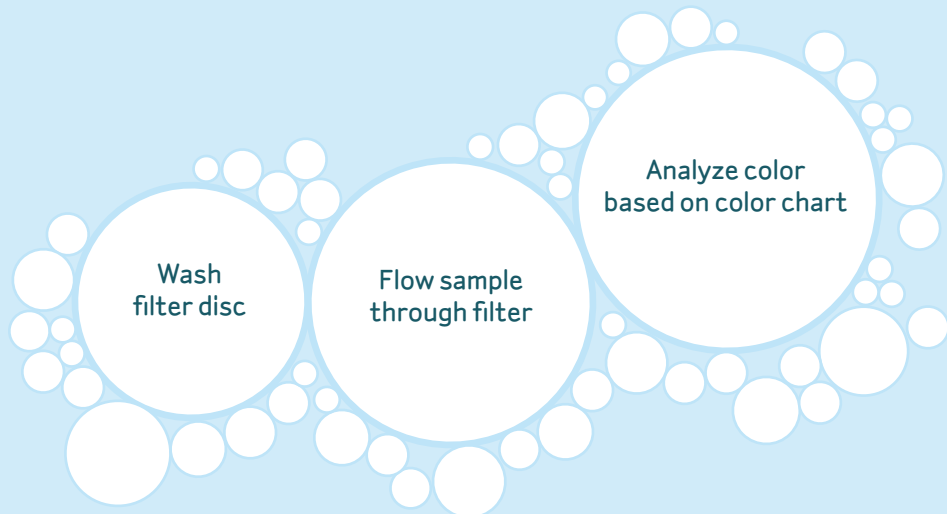 Wash
filter disc
Flow sample
through filter
Analyze color
based on color chart